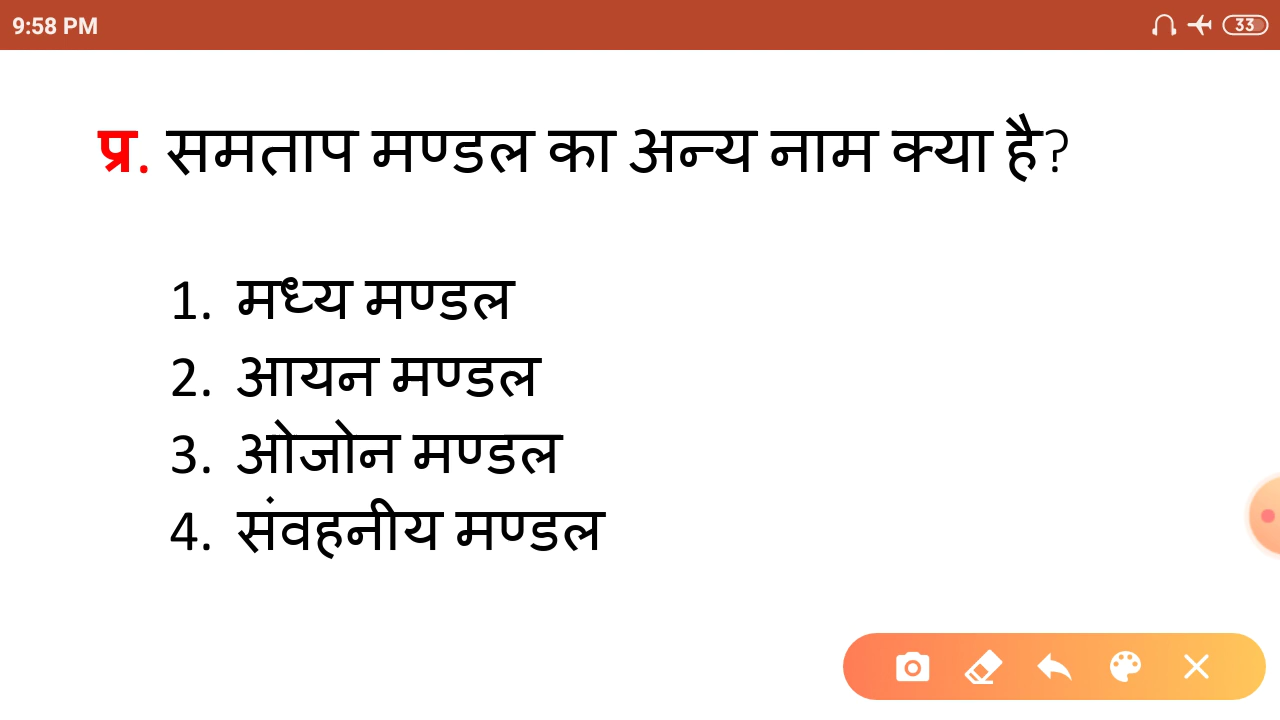 9:58 PM
33
प्र. समताप मण्डल का अन्य नाम क्या है?
1. मध्य मण्डल
2. आयन मण्डल
3. ओजोन मण्डल
4. संवहनीय मण्डल